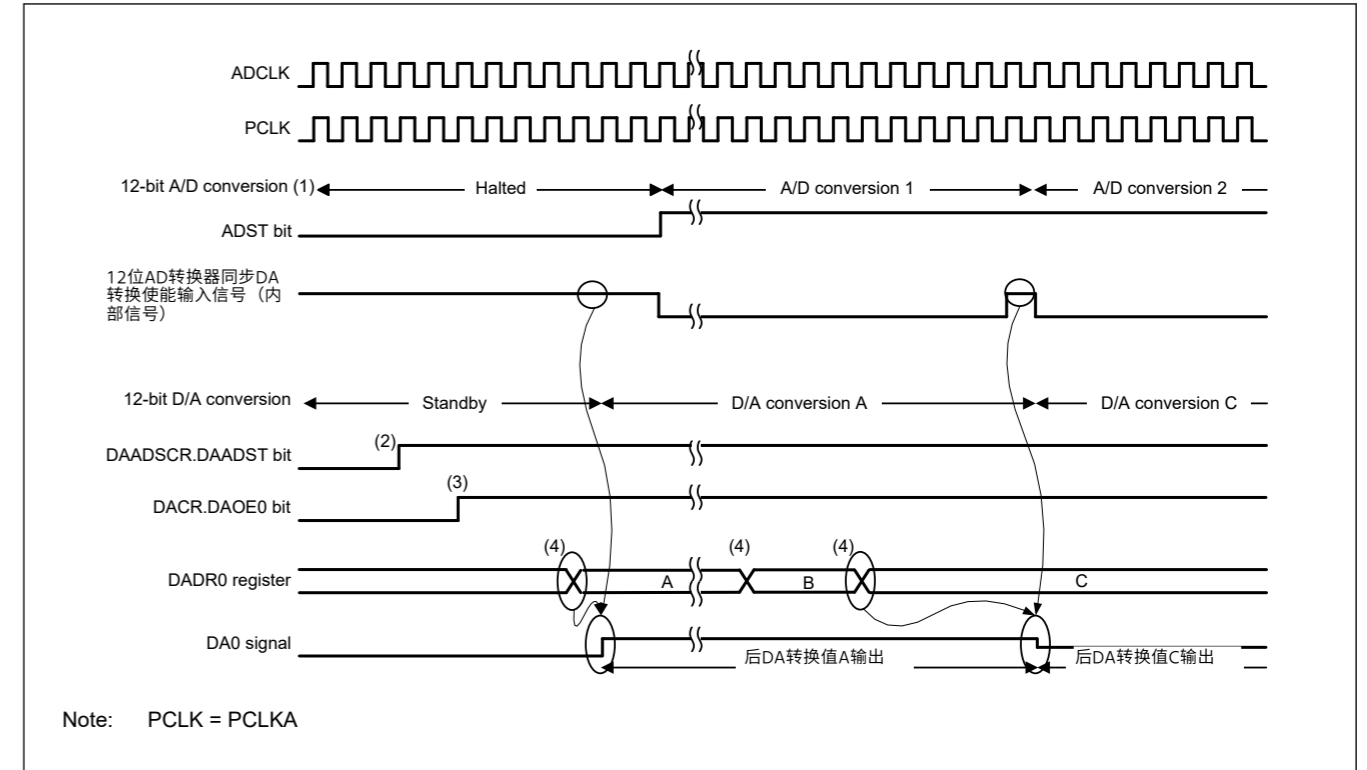 ADCLK
PCLK
12-bit A/D conversion (1)
Halted
A/D conversion 1
A/D conversion 2
ADST bit
12位AD转换器同步DA
转换使能输入信号（内
部信号）
12-bit D/A conversion
Standby
D/A conversion A
D/A conversion C
DAADSCR.DAADST bit
(2)
DACR.DAOE0 bit
(3)
(4)
(4)
(4)
DADR0 register
A
B
C
DA0 signal
后DA转换值A输出
后DA转换值C输出
Note: PCLK = PCLKA